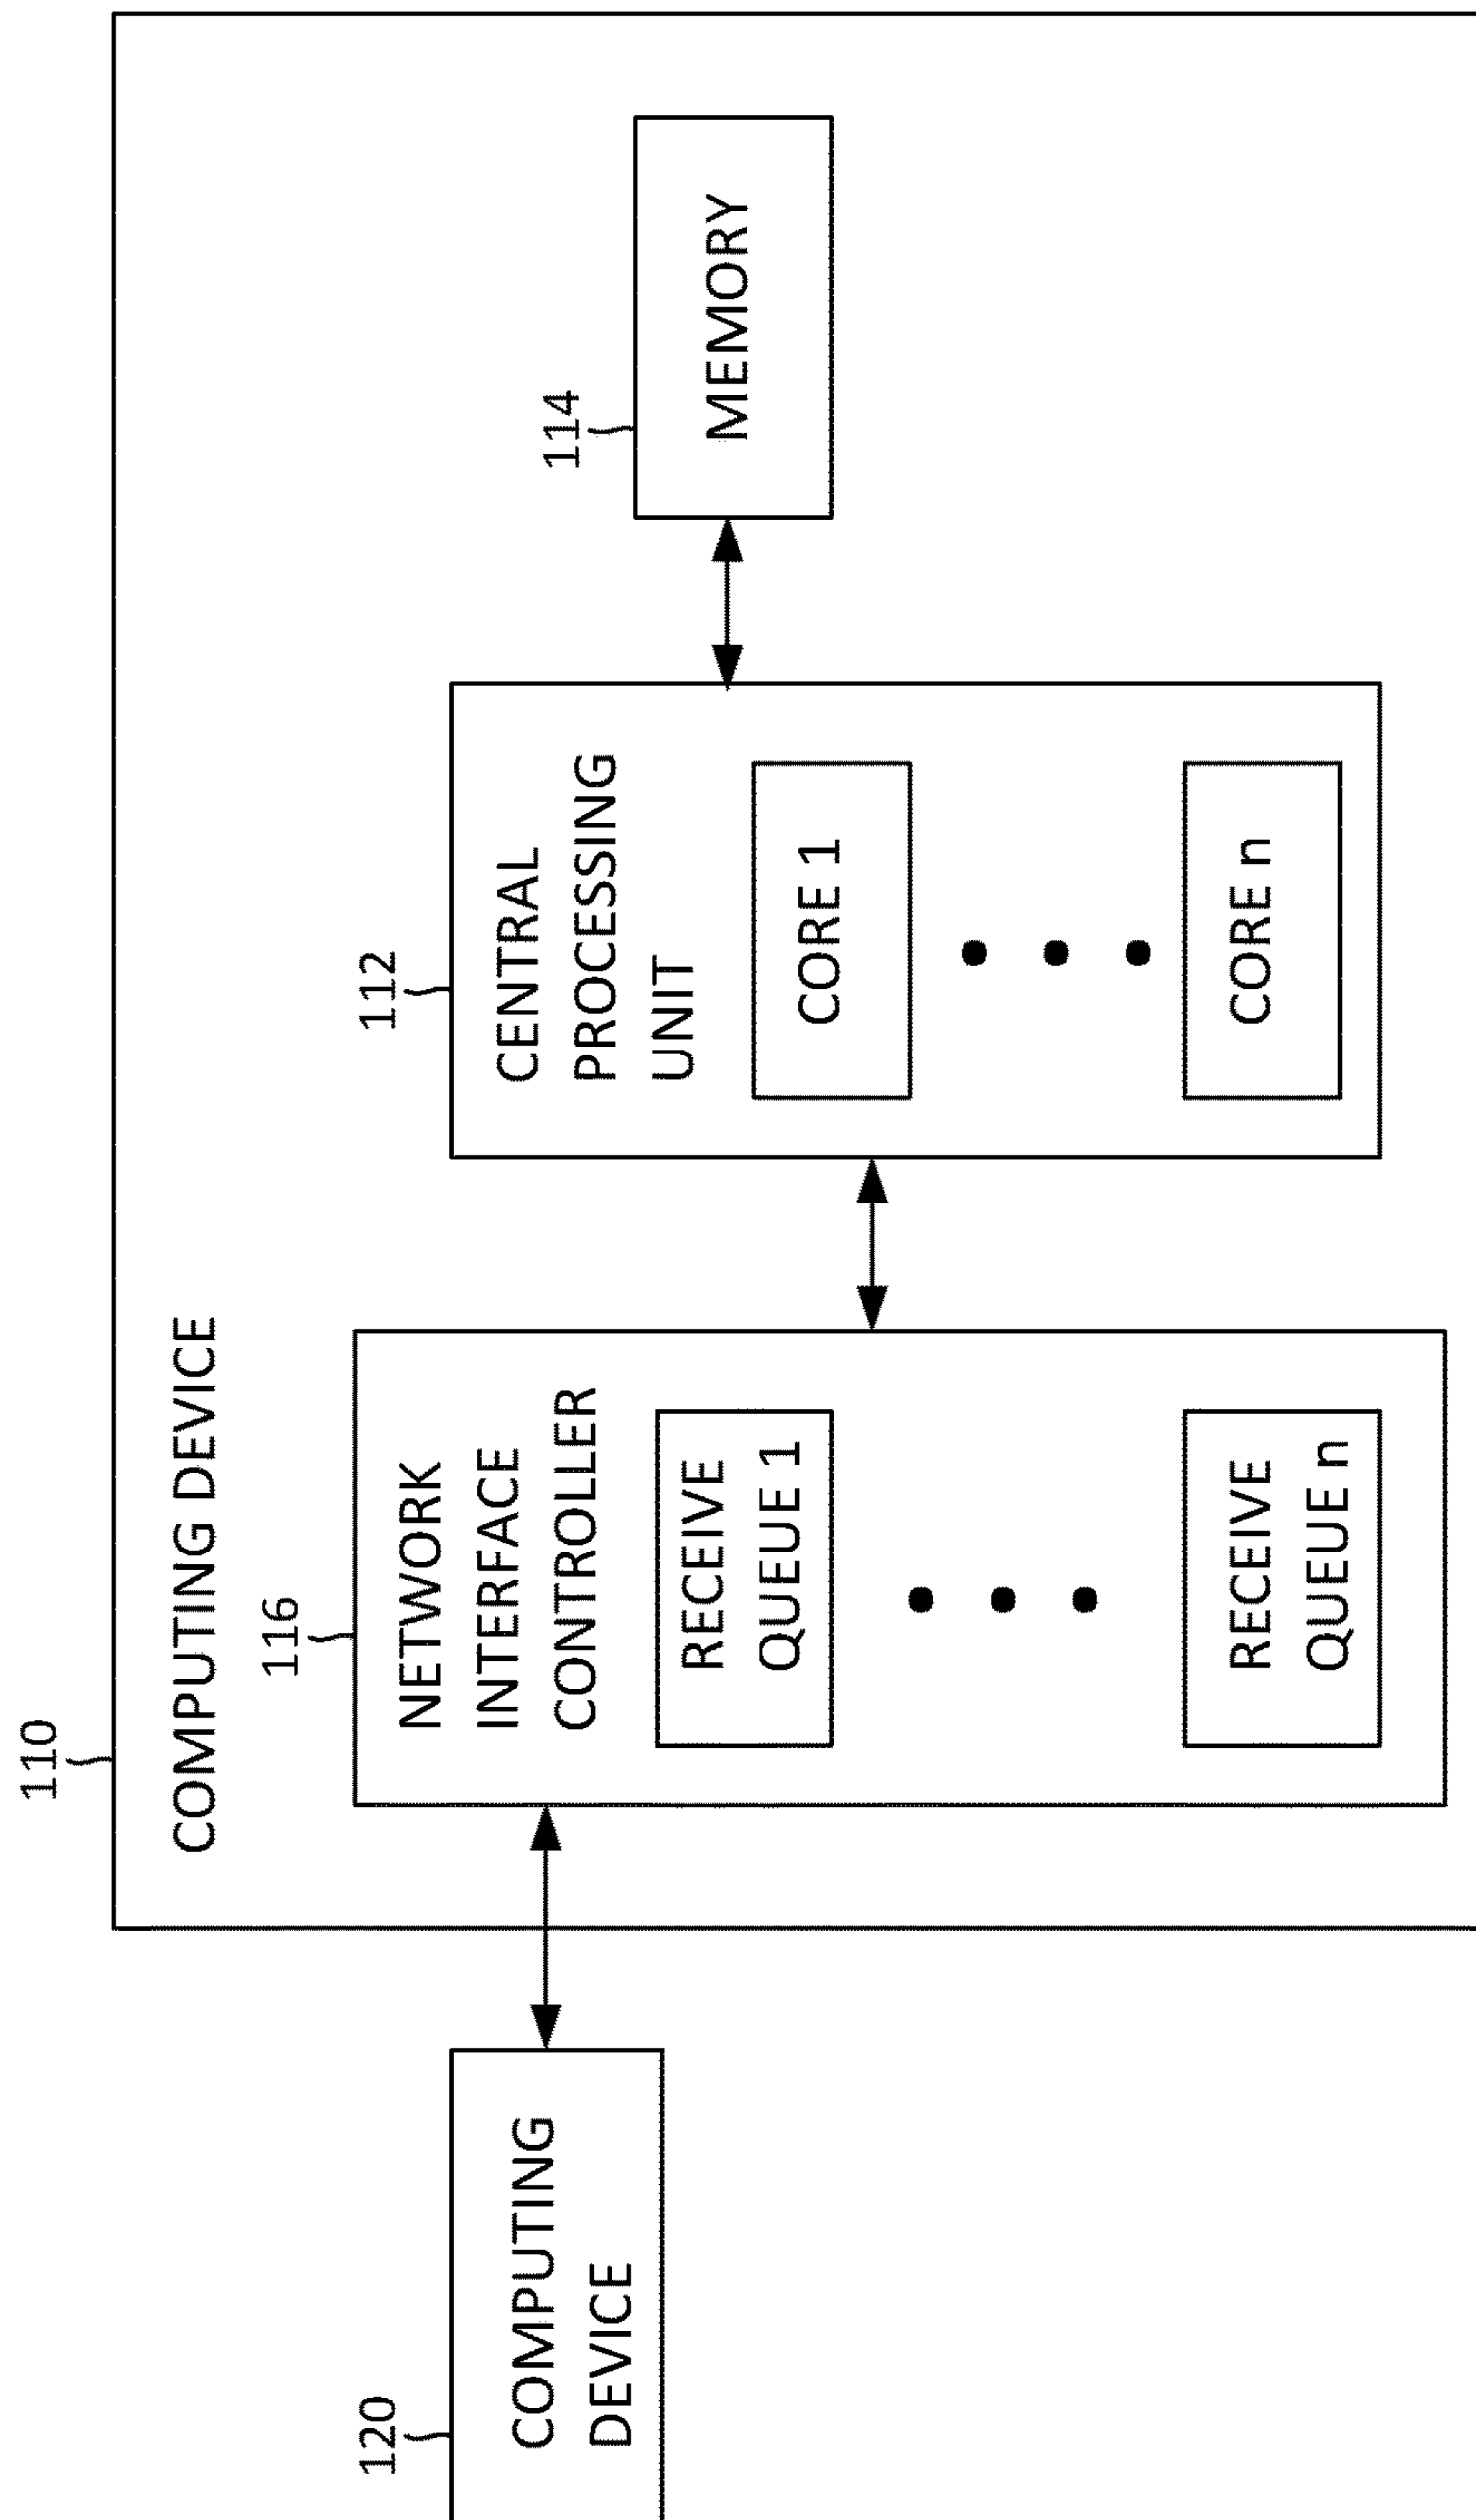 110
COMPUTING DEVICE
120
COMPUTING
DEVICE
116
NETWORK
INTERFACE
CONTROLLER
RECEIVE
QUEUE 1
RECEIVE
QUEUE n
112
CENTRAL
PROCESSING
UNIT
CORE 1
CORE n
114
MEMORY